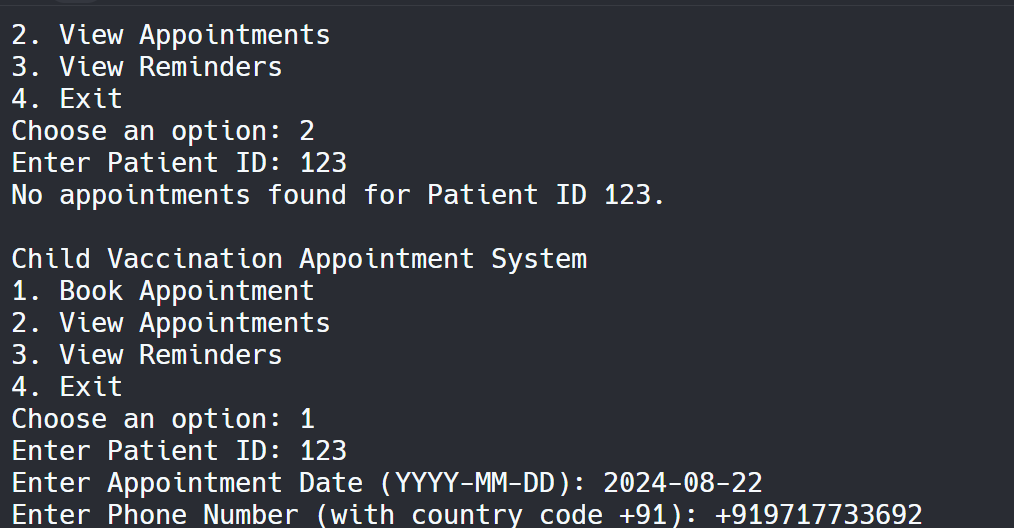 2. View Appointments
3. View Reminders
4. Exit
Choose an option: 2
Enter Patient ID: 123
No appointments found for Patient ID 123.
Child Vaccination Appointment System
1. Book Appointment
2. View Appointments
3. View Reminders
4. Exit
Choose an option: 1
Enter Patient ID: 123
Enter Appointment Date (YYYY-MM-DD): 2024-08-22
Enter Phone Number (with country code +91): +919717733692